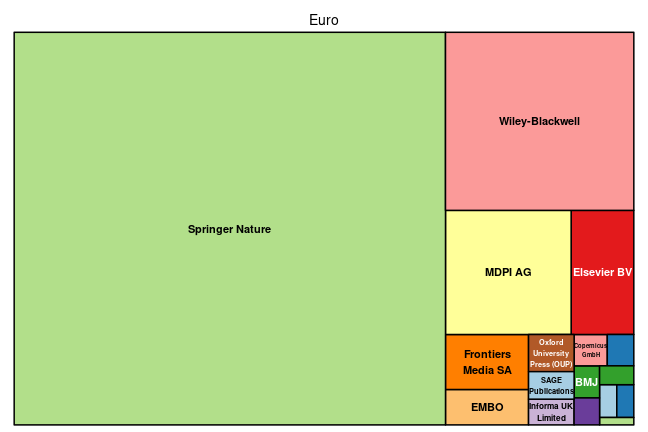 Euro
Springer Nature
Wiley-Blackwell
MDPI AG
Elsevier BV
Frontiers
Media SA
EMBO
Oxford
University
Press (OUP)
SAGE
Publications
Informa UK
Limited
Copernicus
GmbH
BMJ